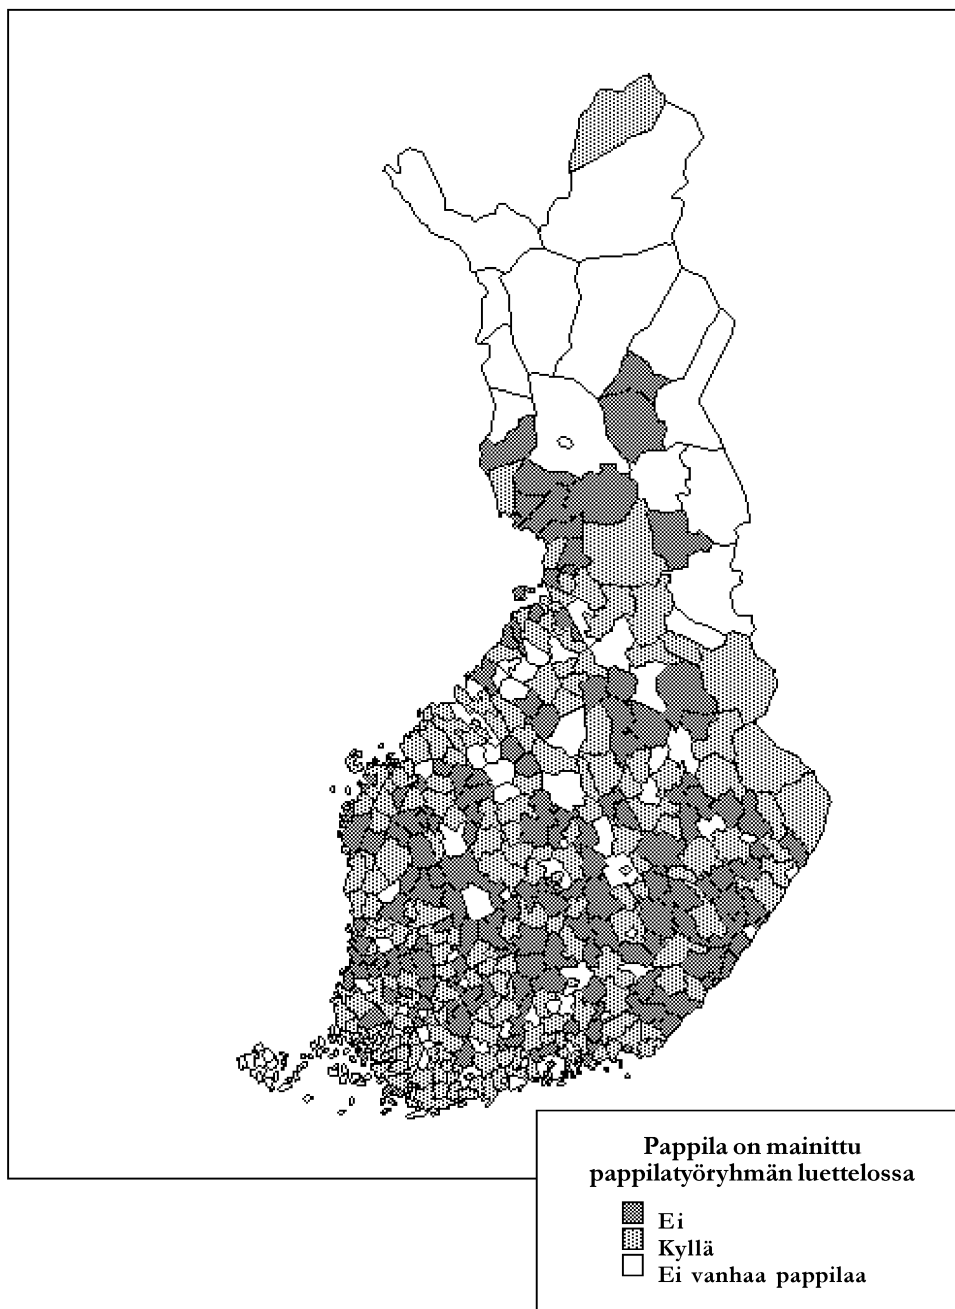 Pappila on mainittu
pappilatyöryhmän luettelossa
Ei
Kyllä
Ei vanhaa pappilaa